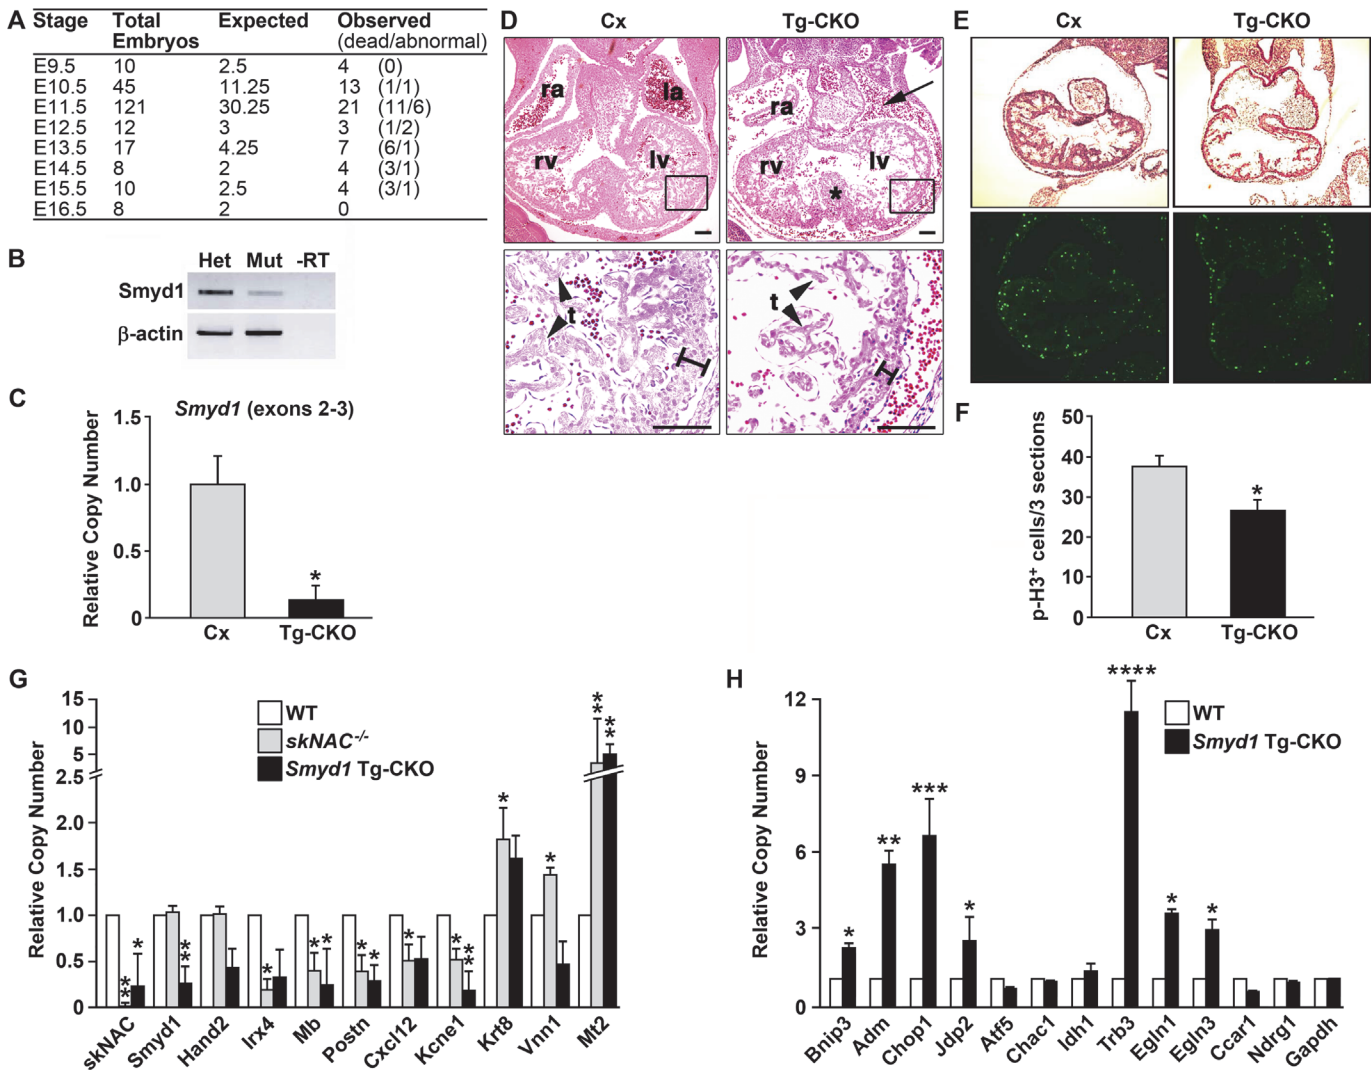 A
Stage Total Embryos Expected Observed (dead/abnormal)
E9.5 10 2.5 4 (0)
E10.5 45 11.25 13 (1/1)
E11.5 121 30.25 21 (11/6)
E12.5 12 3 3 (1/2)
E13.5 17 4.25 7 (6/1)
E14.5 8 2 4 (3/1)
E15.5 10 2.5 4 (3/1)
E16.5 8 2 0
B
Het Mut -RT
Smyd1
β-actin
C
Smyd1 (exons 2-3)
Relative Copy Number
1.5
1.0
0.5
0
*
Cx Tg-CKO
D
Cx Tg-CKO
ra la
rv lv
ra
rv lv
*
t
t
E
Cx Tg-CKO
F
p-H3+ cells/3 sections
50
40
30
20
10
0
*
Cx Tg-CKO
G
Relative Copy Number
15
10
5
2.5
2.0
1.5
1.0
0.5
0
WT
skNAC-/-
Smyd1 Tg-CKO
** * ** * * * * * * * ** * * ** **
skNAC Smyd1 Hand2 Irx4 Mb Postn Cxcl12 Kcne1 Krt8 Vnn1 Mt2
H
Relative Copy Number
12
9
6
3
0
WT
Smyd1 Tg-CKO
* ** *** * **** * *
Bnip3 Adm Chop1 Jdp2 Atf5 Chac1 Idh1 Trb3 Egln1 Egln3 Ccar1 Ndrg1 Gapdh